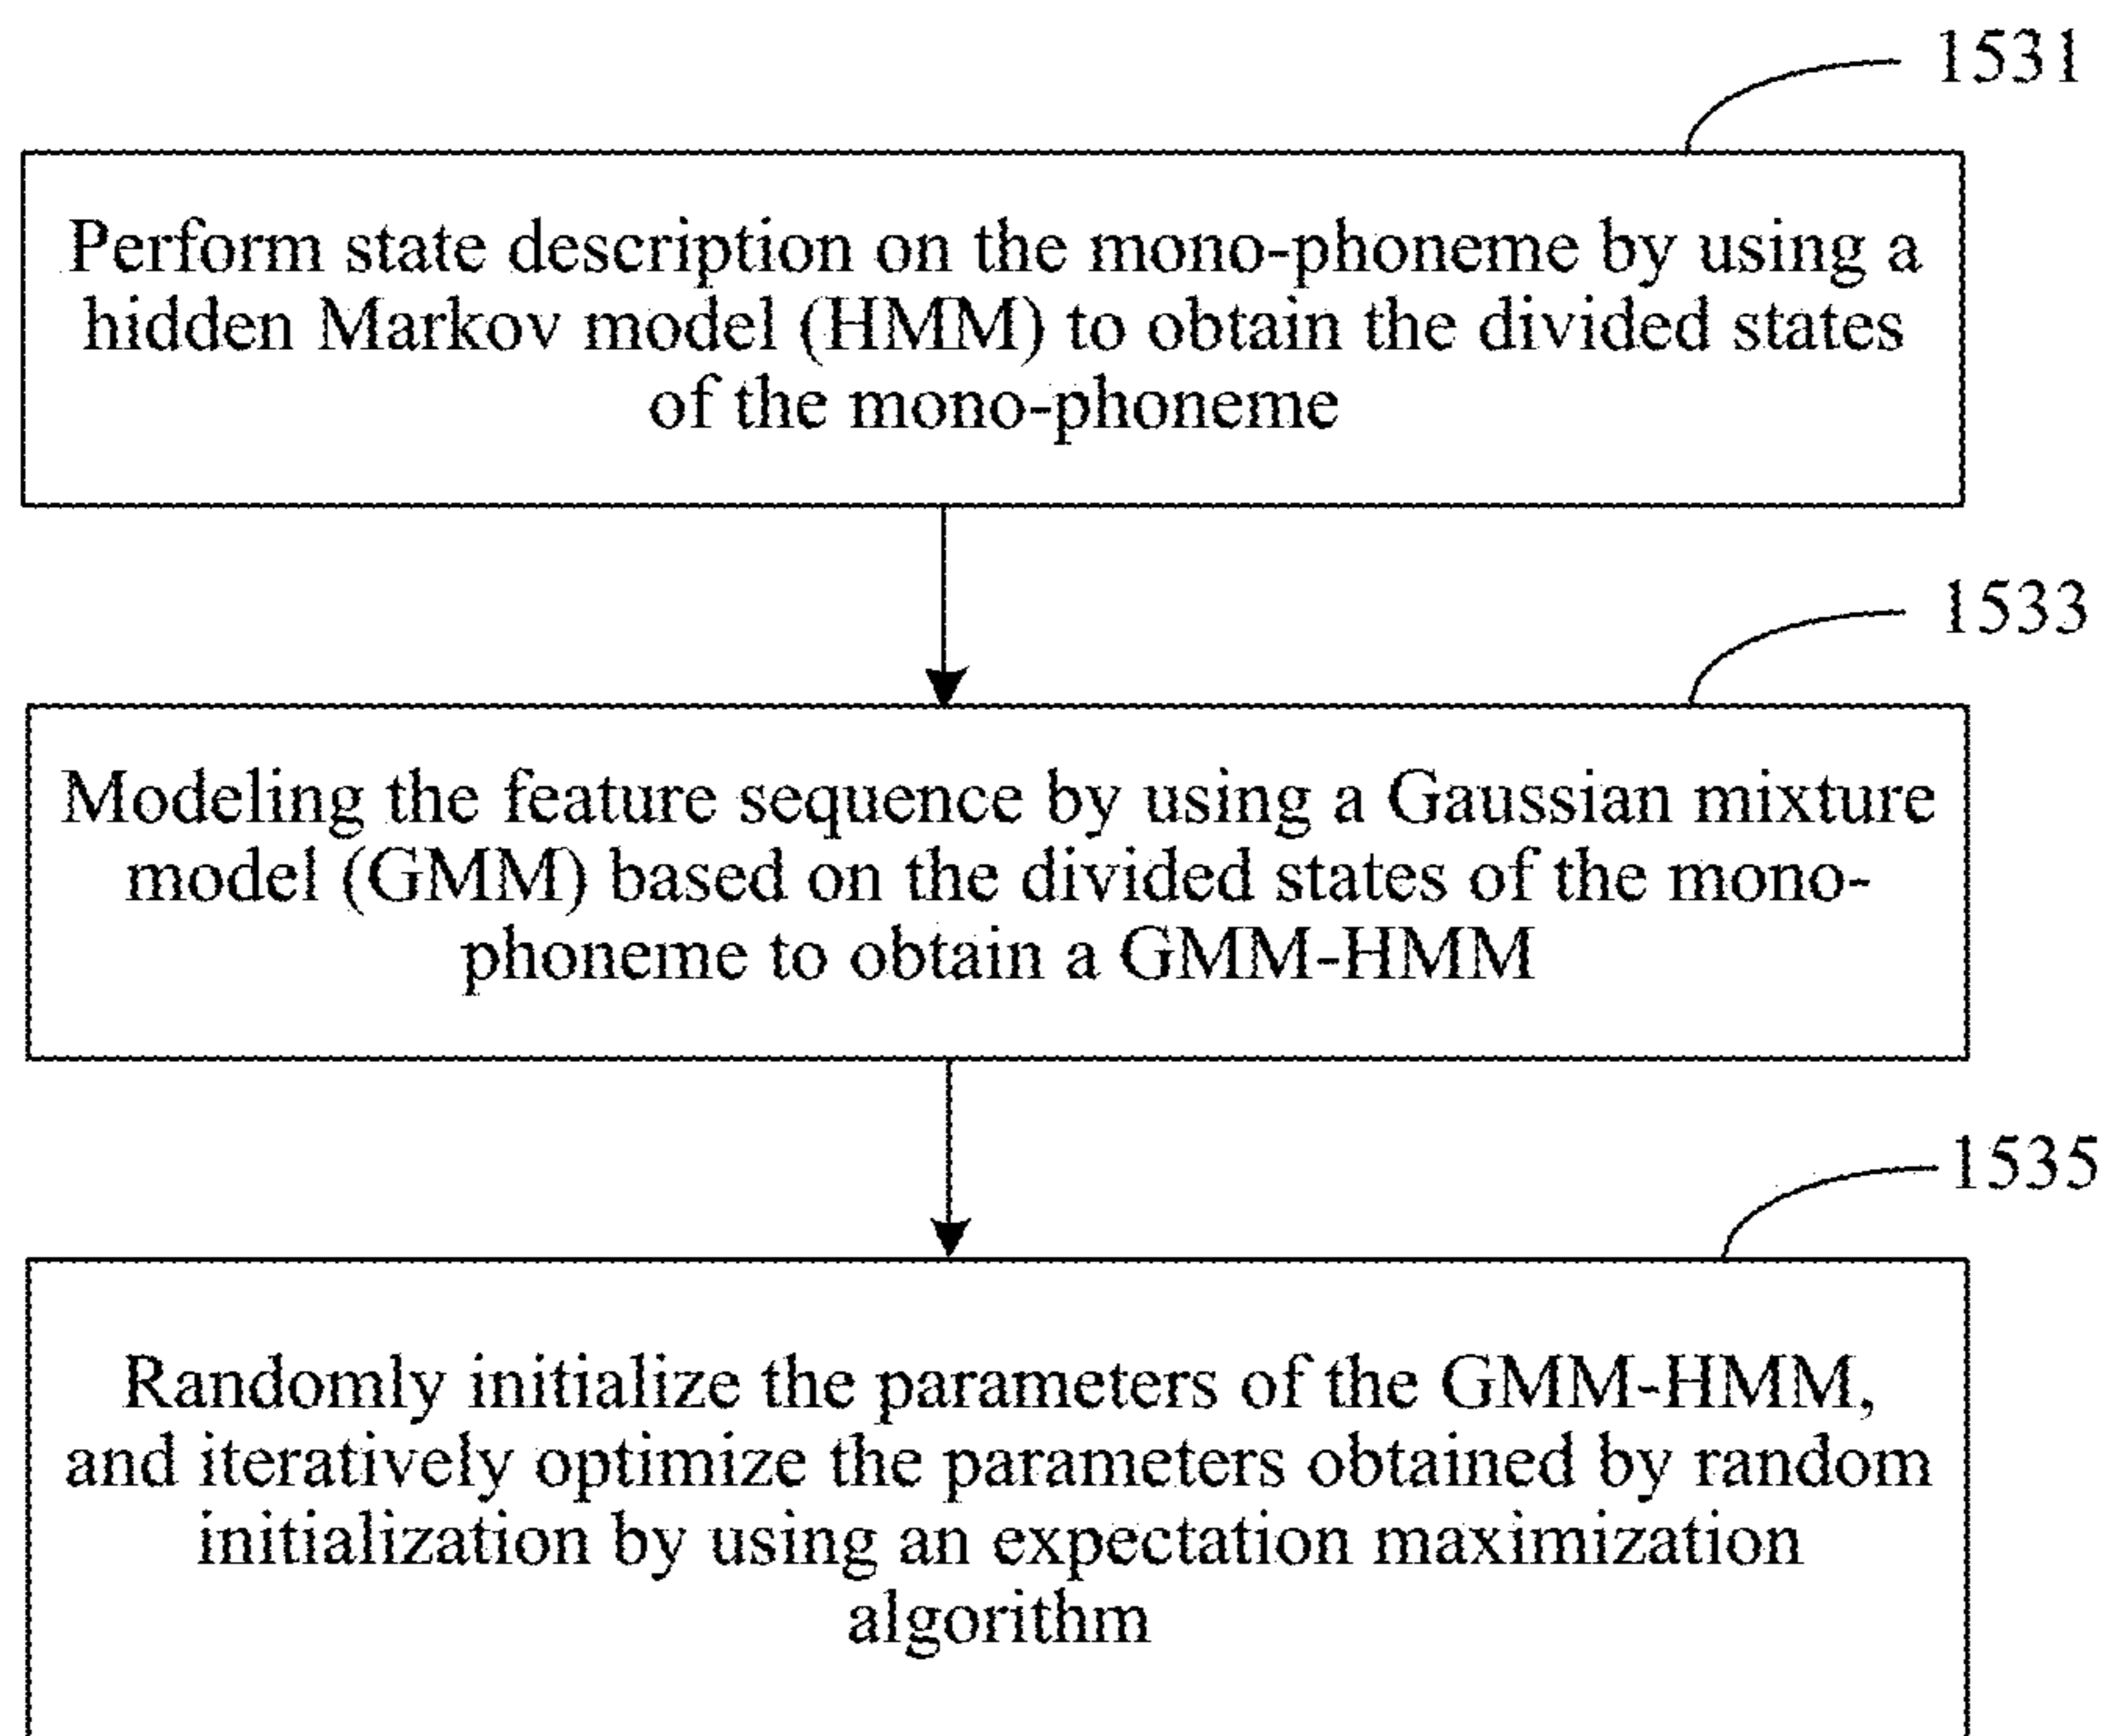 1531
Perform state description on the mono-phoneme by using a
hidden Markov model (HMM) to obtain the divided states
of the mono-phoneme
1533
Modeling the feature sequence by using a Gaussian mixture
model (GMM) based on the divided states of the mono-
phoneme to obtain a GMM-HMM
1535
Randomly initialize the parameters of the GMM-HMM,
and iteratively optimize the parameters obtained by random
initialization by using an expectation maximization
algorithm